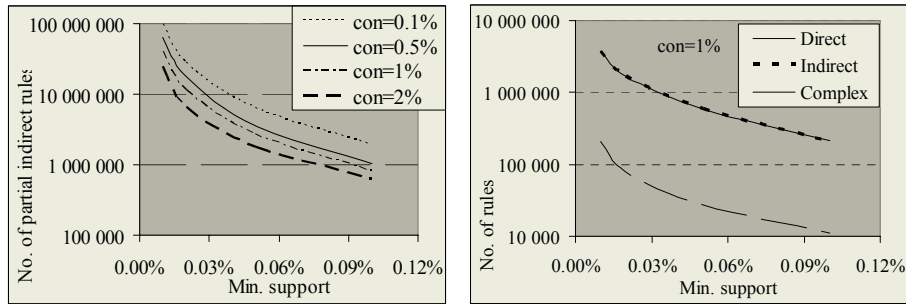 No. of partial indirect rules
100 000 000
10 000 000
1 000 000
100 000
0.00% 0.03% 0.06% 0.09% 0.12%
Min. support
con=0.1%
con=0.5%
con=1%
con=2%
No. of rules
10 000 000
1 000 000
100 000
10 000
0.00% 0.03% 0.06% 0.09% 0.12%
Min. support
con=1%
Direct
Indirect
Complex